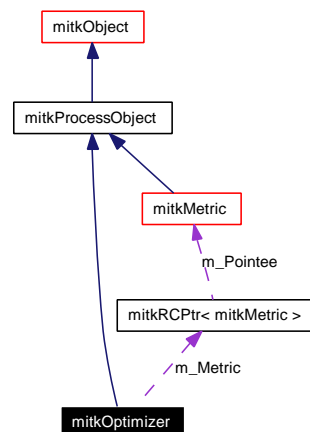 mitkObject
mitkProcessObject
mitkMetric
m_Pointee
mitkRCPtr< mitkMetric >
m_Metric
mitkOptimizer